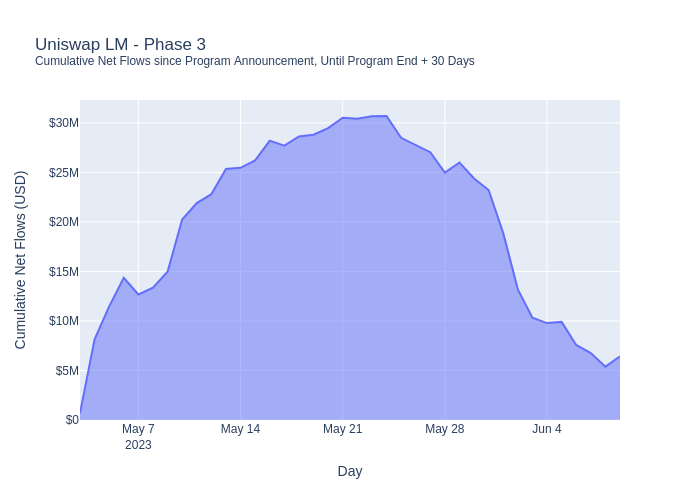 Uniswap LM - Phase 3
Cumulative Net Flows since Program Announcement, Until Program End + 30 Days
Cumulative Net Flows (USD)
$30M
$25M
$20M
$15M
$10M
$5M
$0
May 7
2023
May 14
May 21
May 28
Jun 4
Day